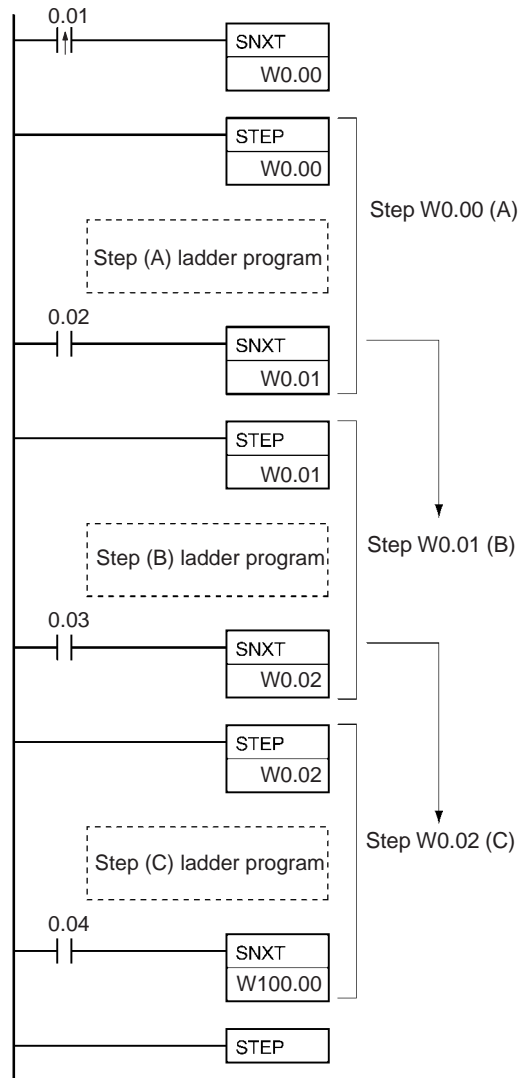 0.01
SNXT
W0.00
STEP
W0.00
Step W0.00 (A)
Step (A) ladder program
0.02
SNXT
W0.01
STEP
W0.01
Step W0.01 (B)
Step (B) ladder program
0.03
SNXT
W0.02
STEP
W0.02
Step W0.02 (C)
Step (C) ladder program
0.04
SNXT
W100.00
STEP